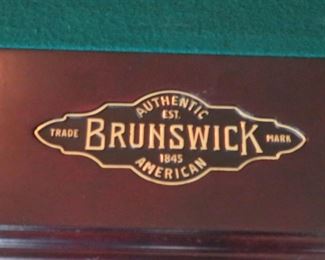 AUTHENTIC
EST.
TRADE BRUNSWICK MARK
1845
AMERICAN